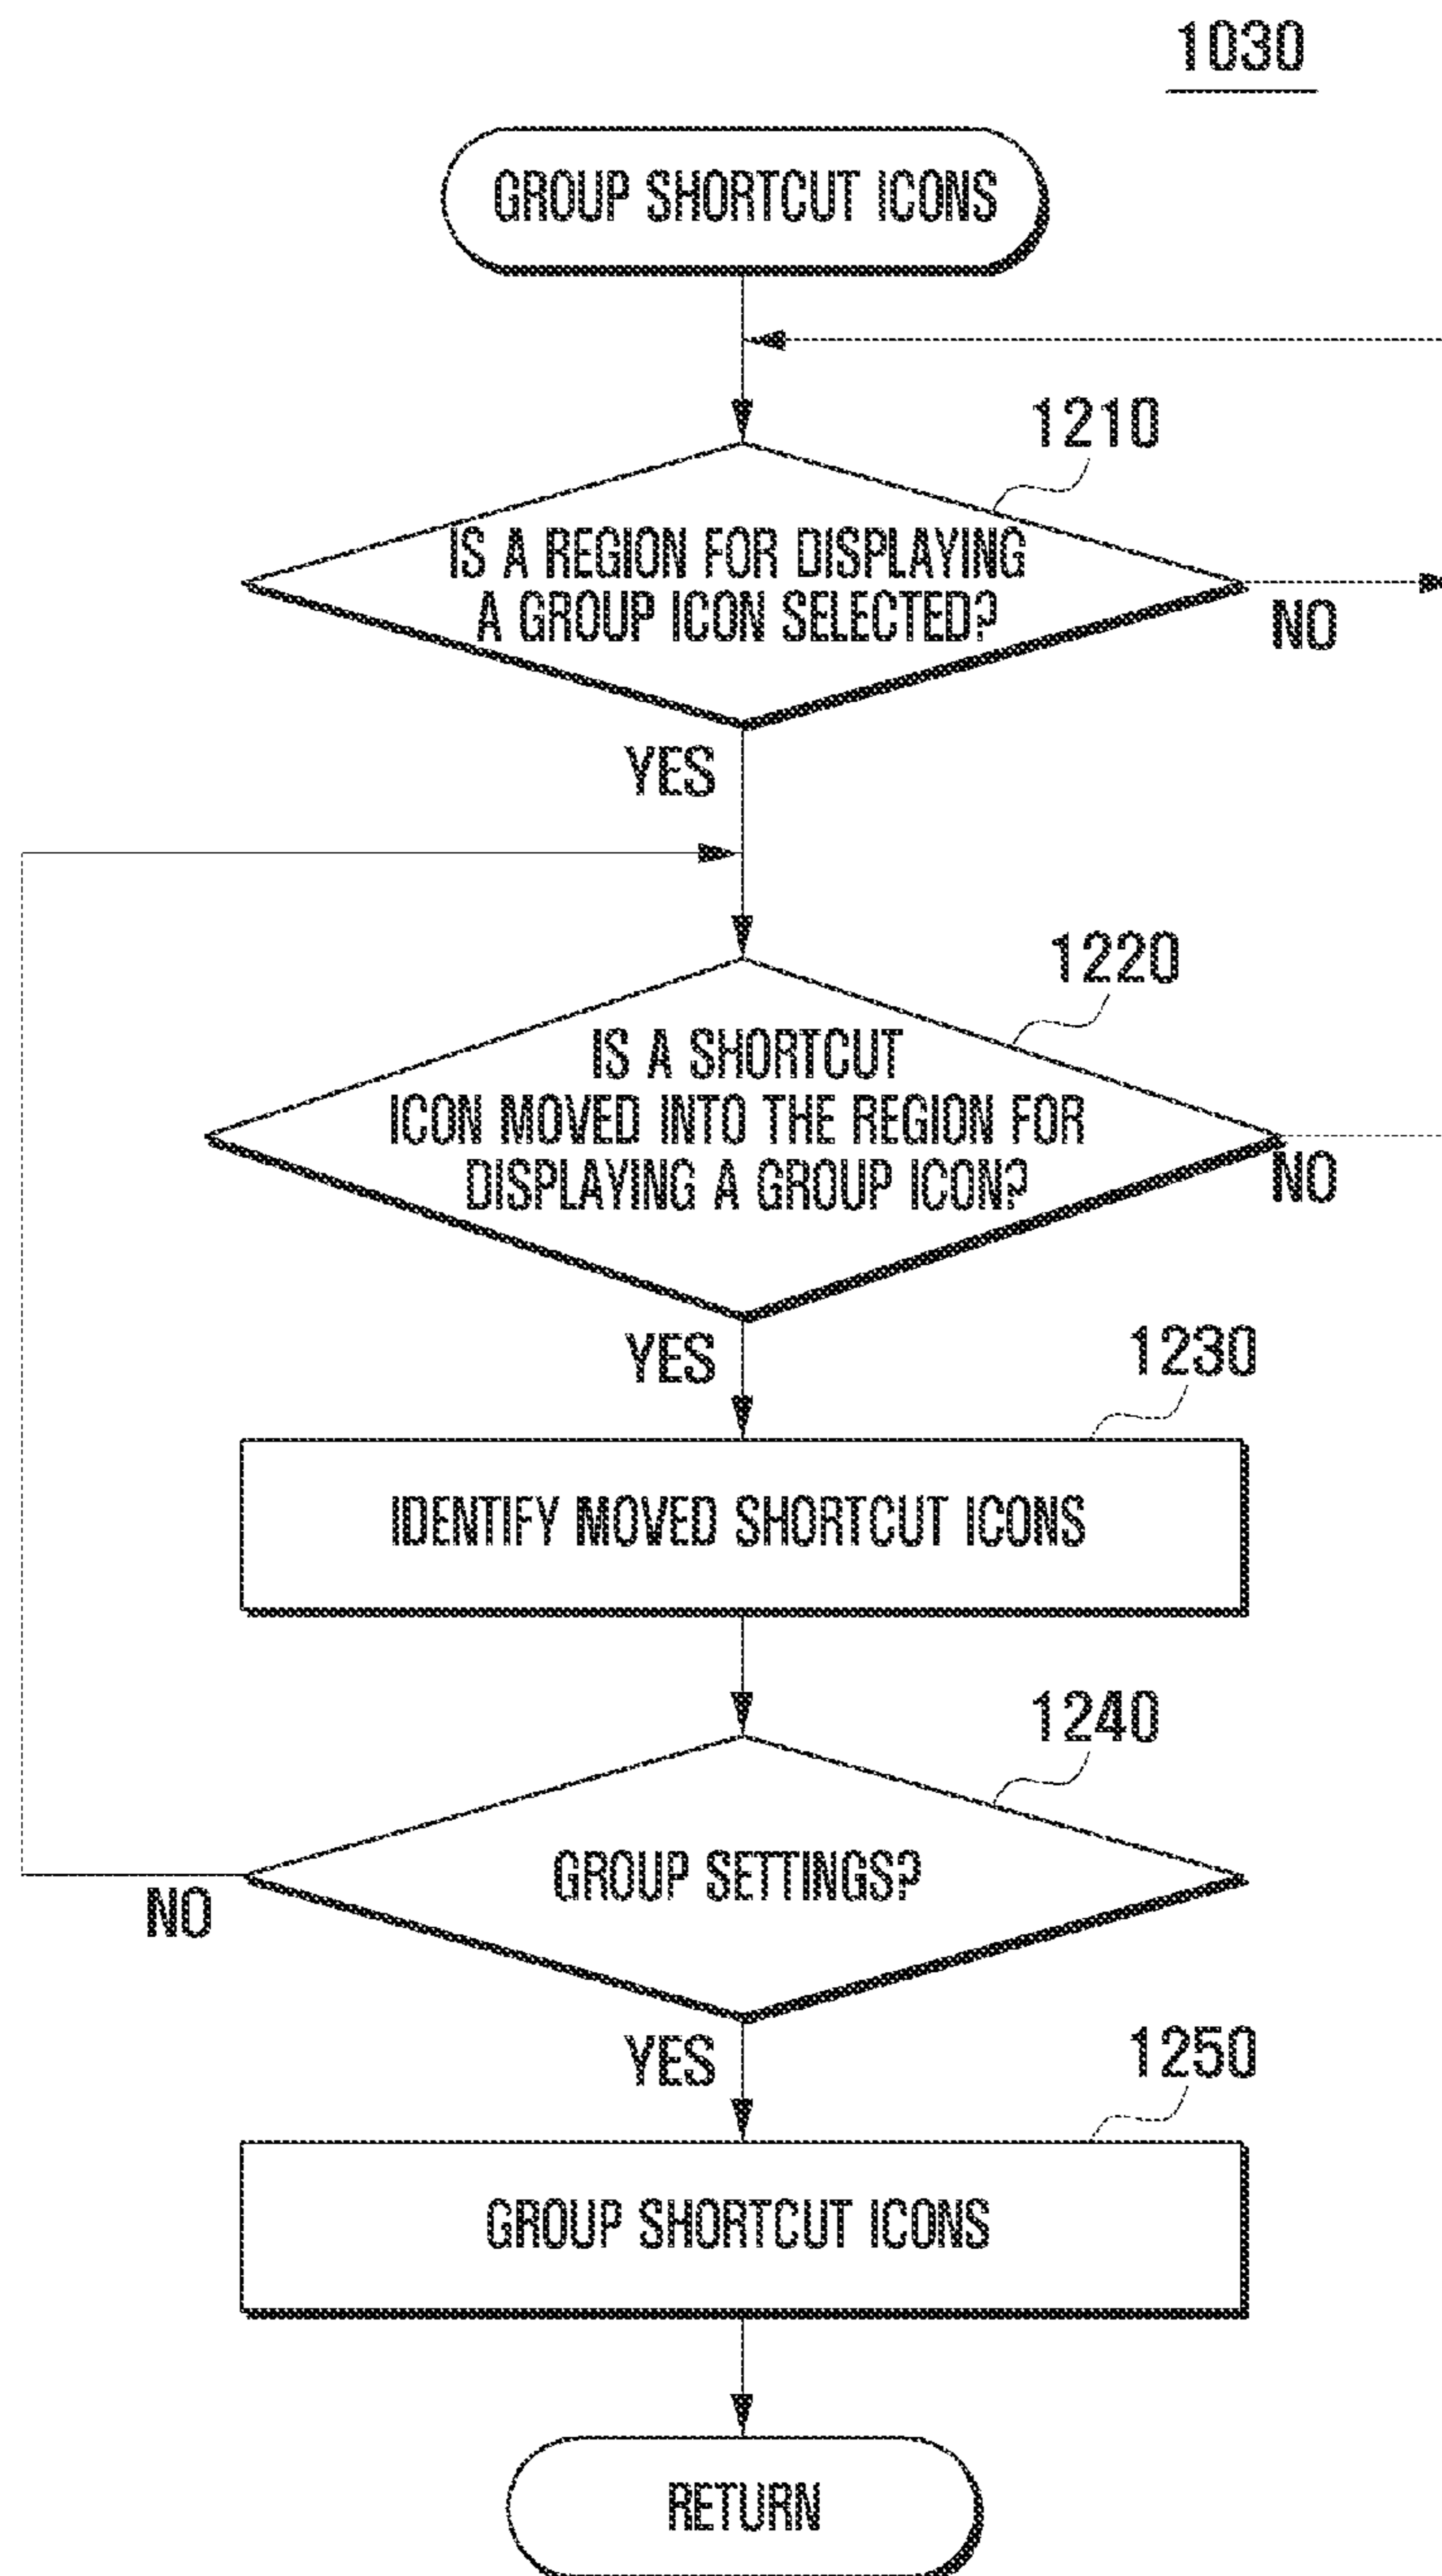 1030
GROUP SHORTCUT ICONS
1210
IS A REGION FOR DISPLAYING
A GROUP ICON SELECTED?
NO
YES
1220
IS A SHORTCUT
ICON MOVED INTO THE REGION FOR
DISPLAYING A GROUP ICON?
NO
YES
1230
IDENTIFY MOVED SHORTCUT ICONS
1240
GROUP SETTINGS?
NO
YES
1250
GROUP SHORTCUT ICONS
RETURN